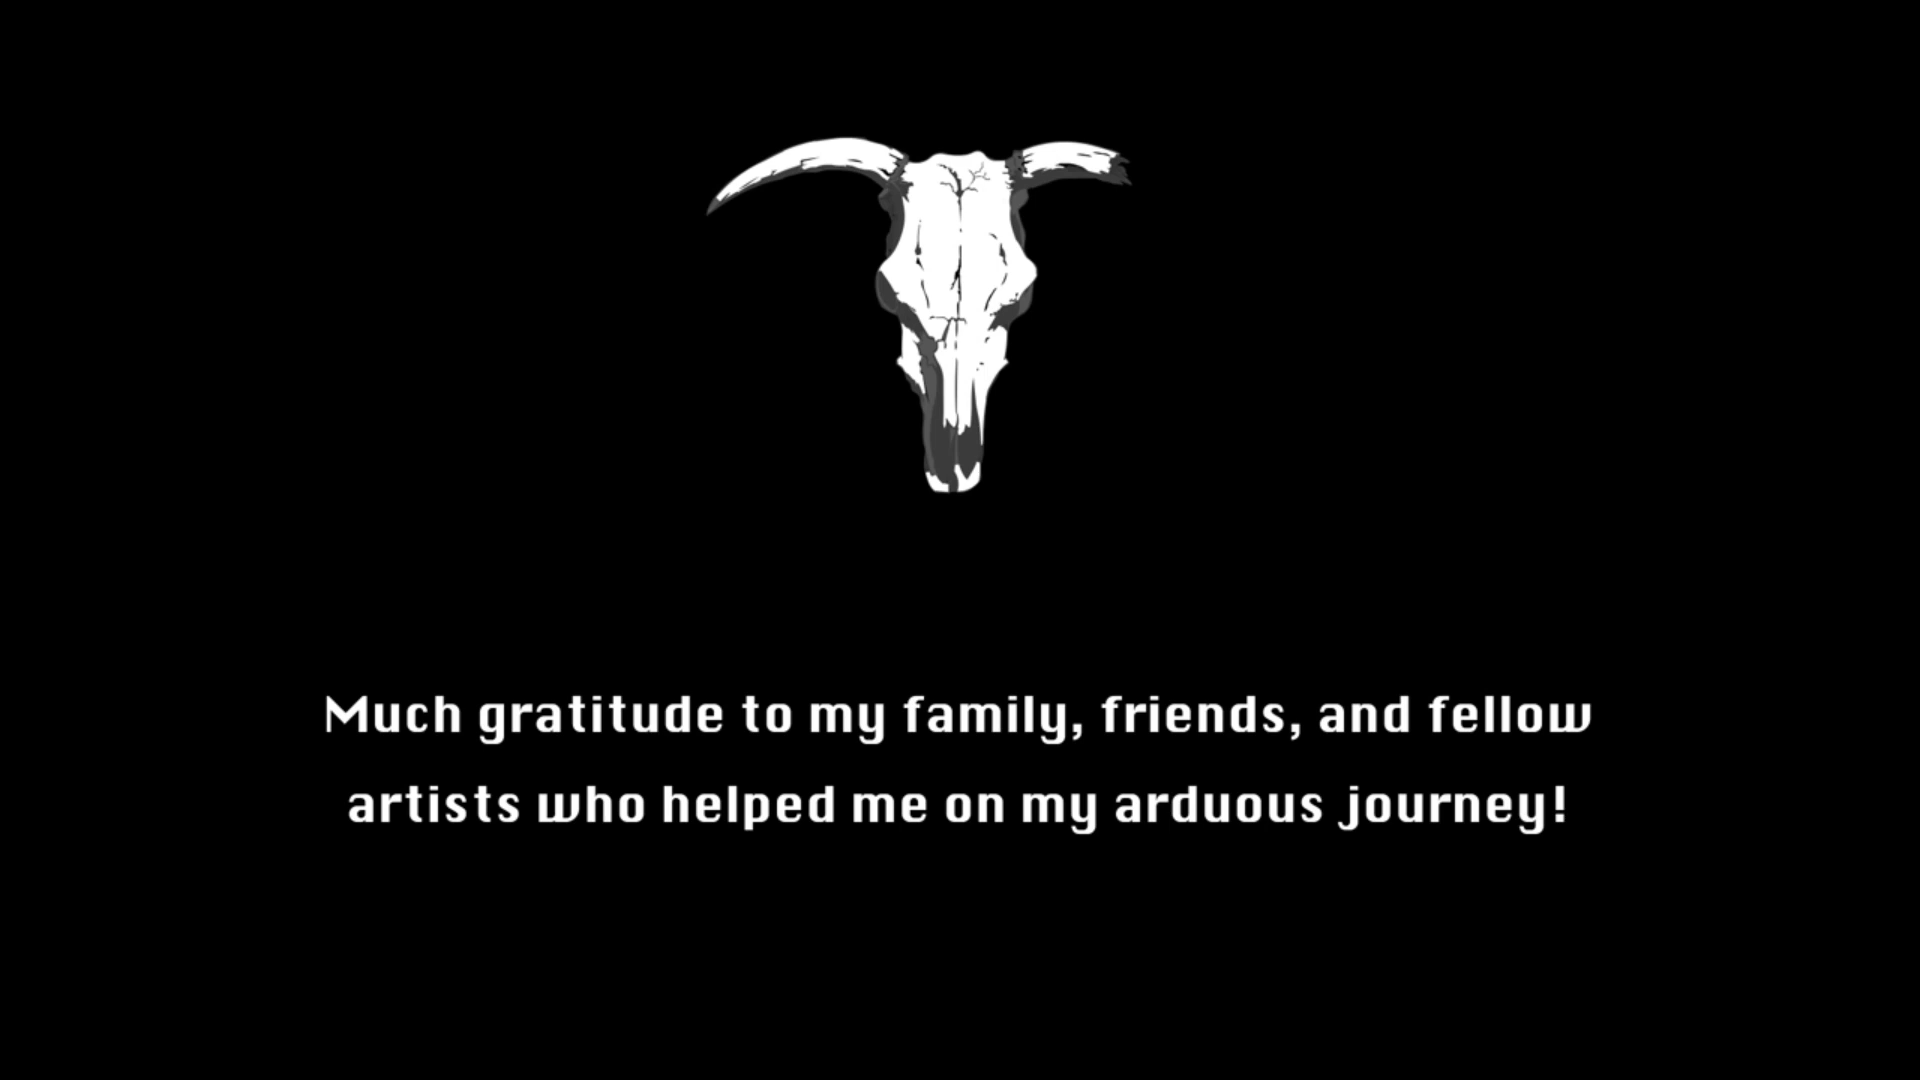 Much gratitude to my family, friends, and fellow
artists who helped me on my arduous journey!